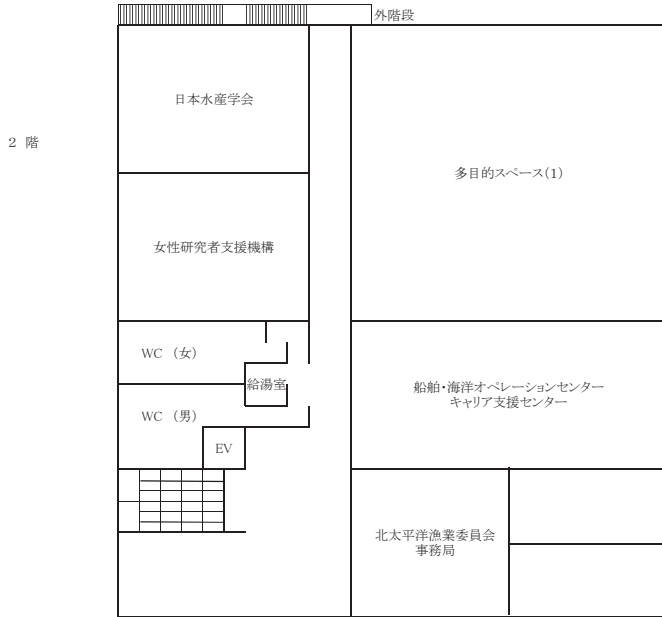 外階段
日本水産学会
2 階
多目的スペース(1)
女性研究者支援機構
WC (女)
給湯室
船舶・海洋オペレーションセンター
キャリア支援センター
WC (男)
EV
北太平洋漁業委員会
事務局